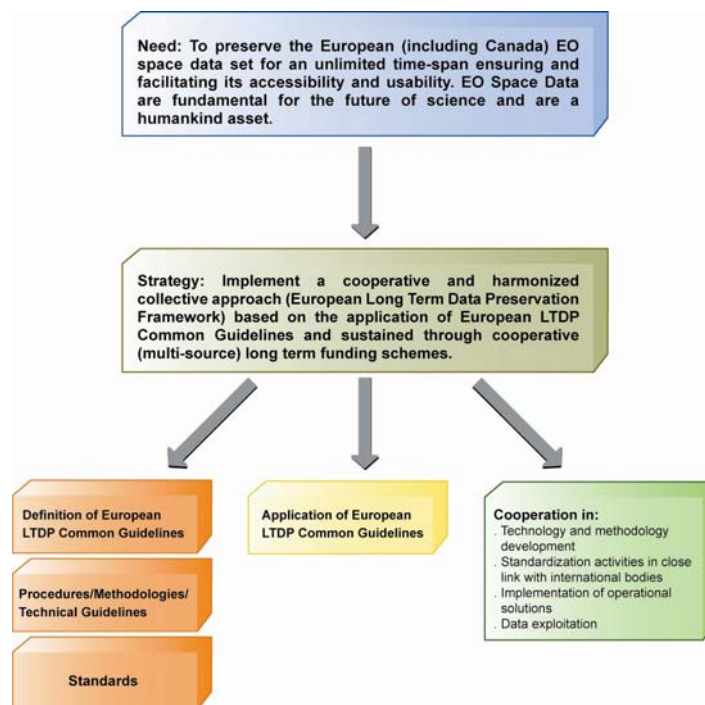 Need: To preserve the European (including Canada) EO
space data set for an unlimited time-span ensuring and
facilitating its accessibility and usability. EO Space Data
are fundamental for the future of science and are a
humankind asset.
Strategy: Implement a cooperative and harmonized
collective approach (European Long Term Data Preservation
Framework) based on the application of European LTDP
Common Guidelines and sustained through cooperative
(multi-source) long term funding schemes.
Definition of European
LTDP Common Guidelines
Procedures/Methodologies/
Technical Guidelines
Standards
Application of European
LTDP Common Guidelines
Cooperation in:
. Technology and methodology
development
. Standardization activities in close
link with international bodies
. Implementation of operational
solutions
. Data exploitation